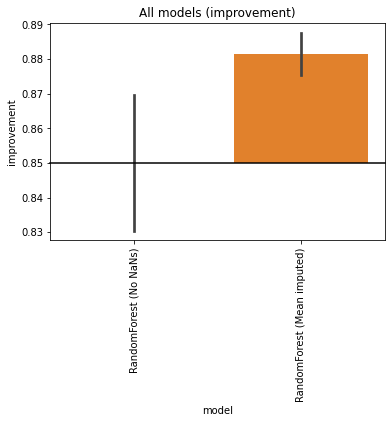 All models (improvement)
improvement
0.89
0.88
0.87
0.86
0.85
0.84
0.83
RandomForest (No NaNs)
RandomForest (Mean imputed)
model